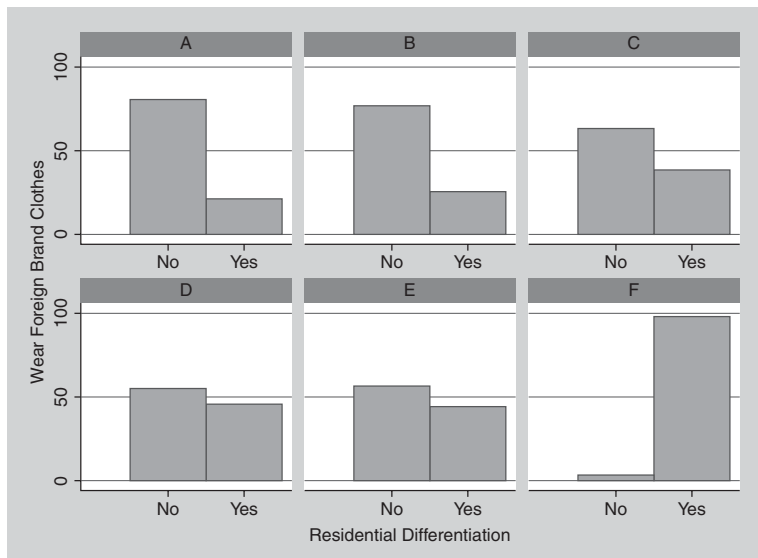 A B C
100
50
0
No Yes No Yes No Yes
D E F
100
50
0
No Yes No Yes No Yes
Wear Foreign Brand Clothes
Residential Differentiation